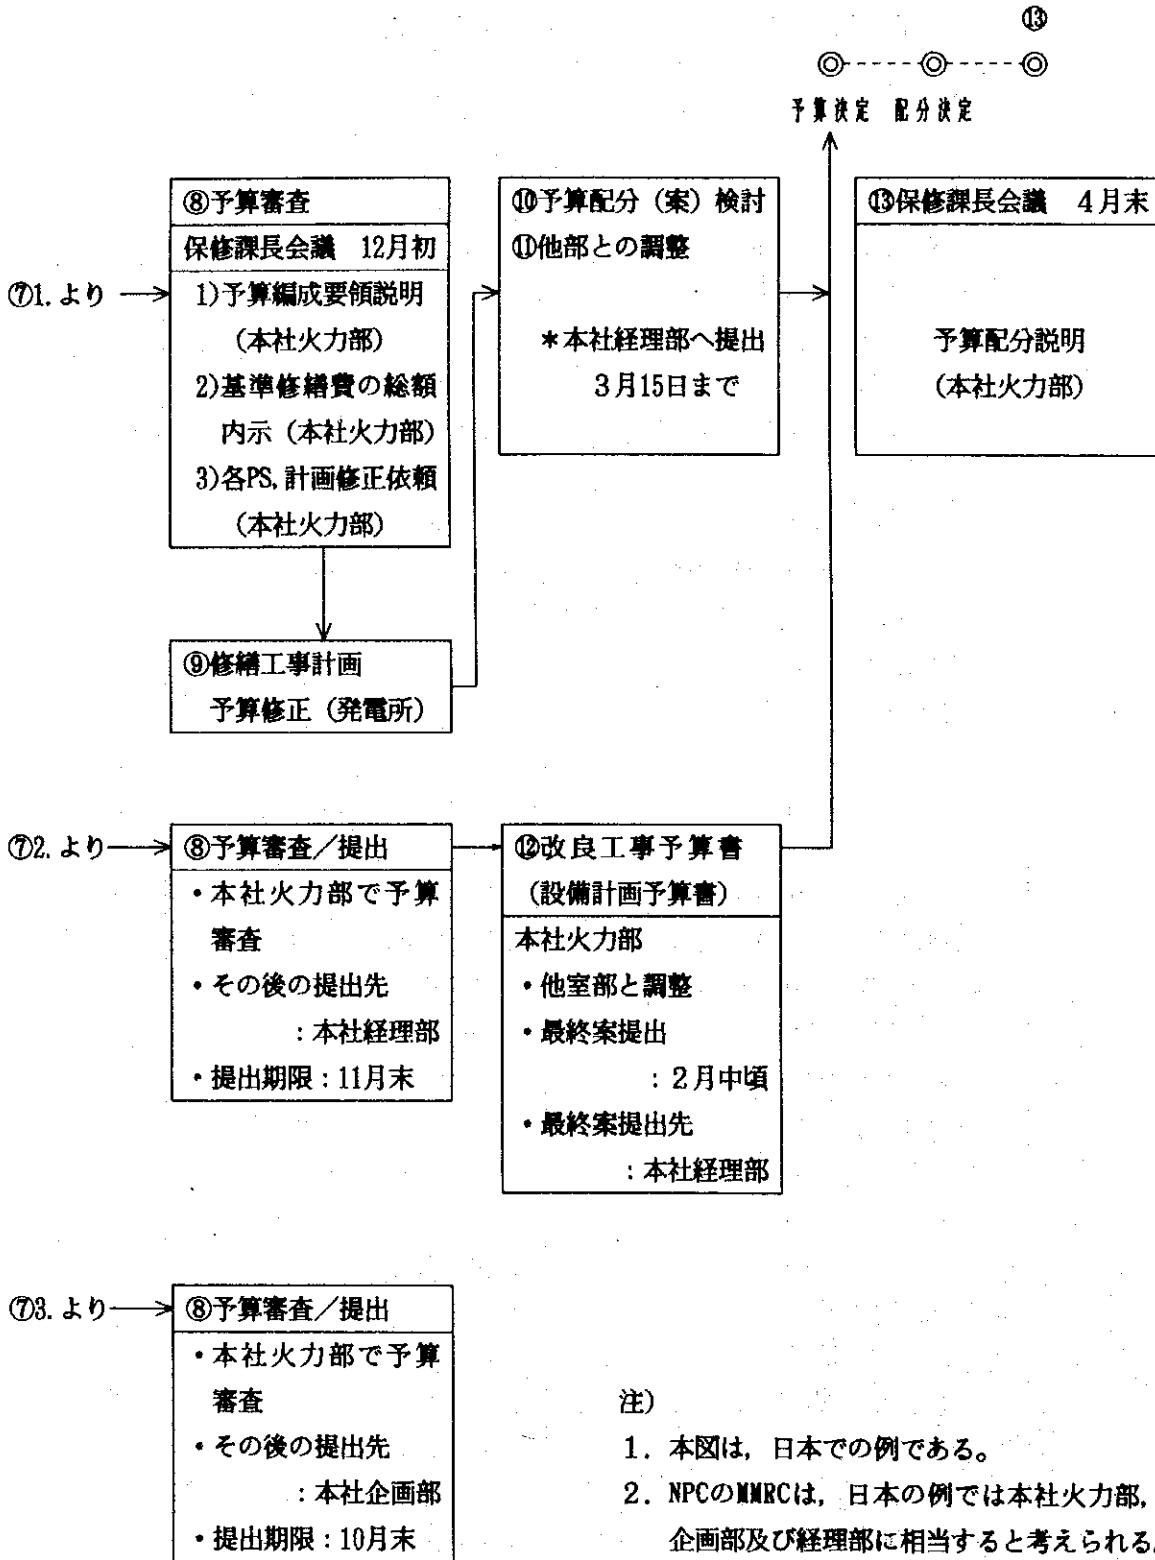 ⑬
予算決定 配分決定
⑧予算審査
保修課長会議 12月初
⑦1.より
1)予算編成要領説明
(本社火力部)
2)基準修繕費の総額
内示(本社火力部)
3)各PS,計画修正依頼
(本社火力部)
⑩予算配分(案)検討
⑪他部との調整
*本社経理部へ提出
3月15日まで
⑬保修課長会議 4月末
予算配分説明
(本社火力部)
⑨修繕工事計画
予算修正(発電所)
⑦2.より
⑧予算審査/提出
・本社火力部で予算
審査
・その後の提出先
:本社経理部
・提出期限:11月末
⑫改良工事予算書
(設備計画予算書)
本社火力部
・他室部と調整
・最終案提出
:2月中頃
・最終案提出先
:本社経理部
⑦3.より
⑧予算審査/提出
・本社火力部で予算
審査
・その後の提出先
:本社企画部
・提出期限:10月末
注)
1. 本図は,日本での例である。
2. NPCのMMRCは,日本の例では本社火力部,
企画部及び経理部に相当すると考えられる。